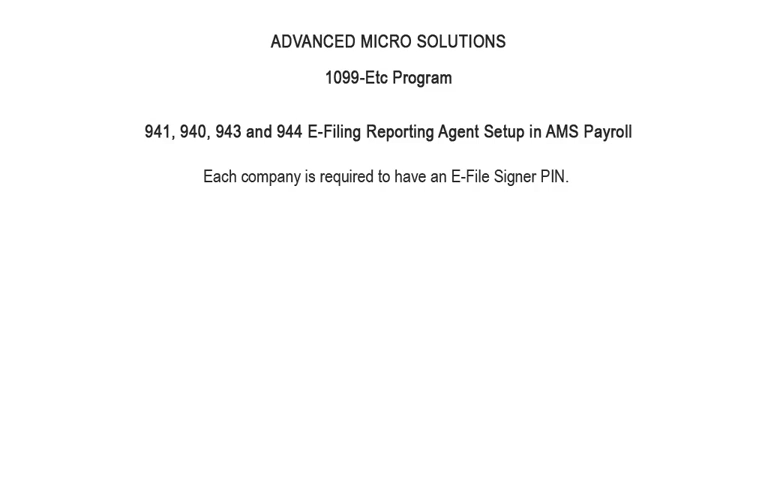 ADVANCED MICRO SOLUTIONS
1099-Etc Program
941, 940, 943 and 944 E-Filing Reporting Agent Setup in AMS Payroll
Each company is required to have an E-File Signer PIN.